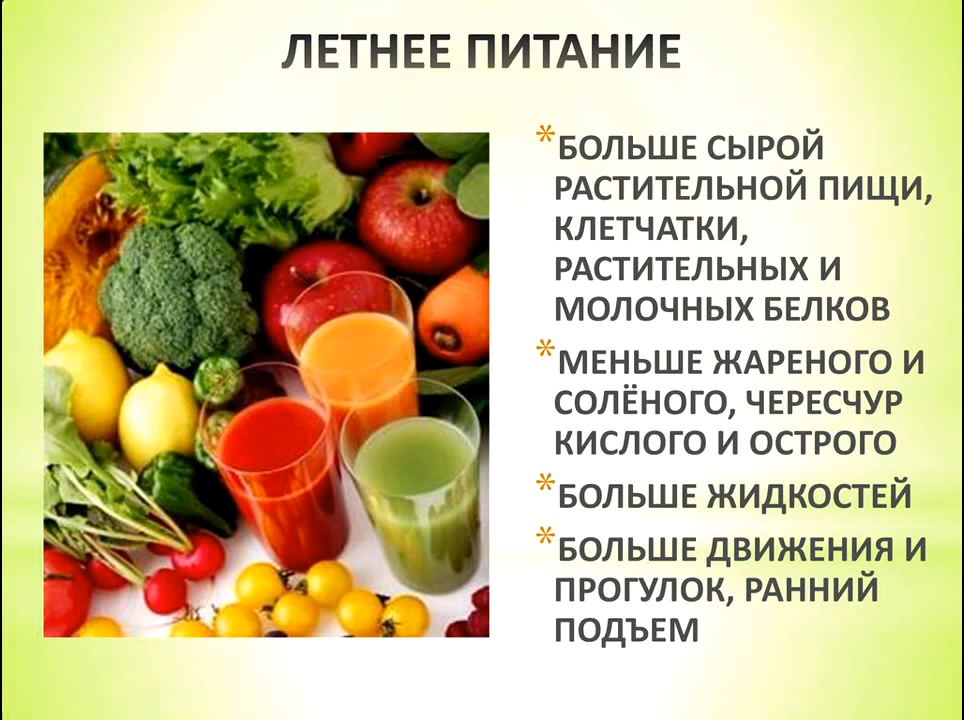 ЛЕТНЕЕ ПИТАНИЕ
*БОЛЬШЕ СЫРОЙ
РАСТИТЕЛЬНОЙ ПИЩИ,
КЛЕТЧАТКИ,
РАСТИТЕЛЬНЫХ И
МОЛОЧНЫХ БЕЛКОВ
*МЕНЬШЕ ЖАРЕНОГО И
СОЛЁНОГО, ЧЕРЕСЧУР
КИСЛОГО И ОСТРОГО
*БОЛЬШЕ ЖИДКОСТЕЙ
*БОЛЬШЕ ДВИЖЕНИЯ И
ПРОГУЛОК, РАННИЙ
ПОДЪЕМ